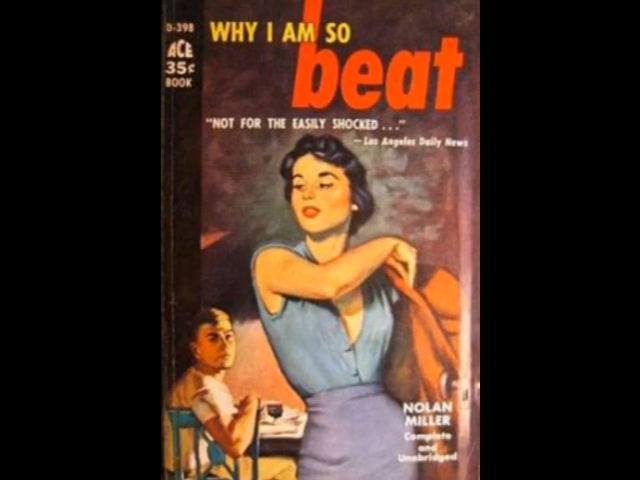 D-398
ACE
35¢
BOOK
WHY I AM SO
beat
"NOT FOR THE EASILY SHOCKED..."
—Los Angeles Daily News
NOLAN
MILLER
Complete
and
Unabridged